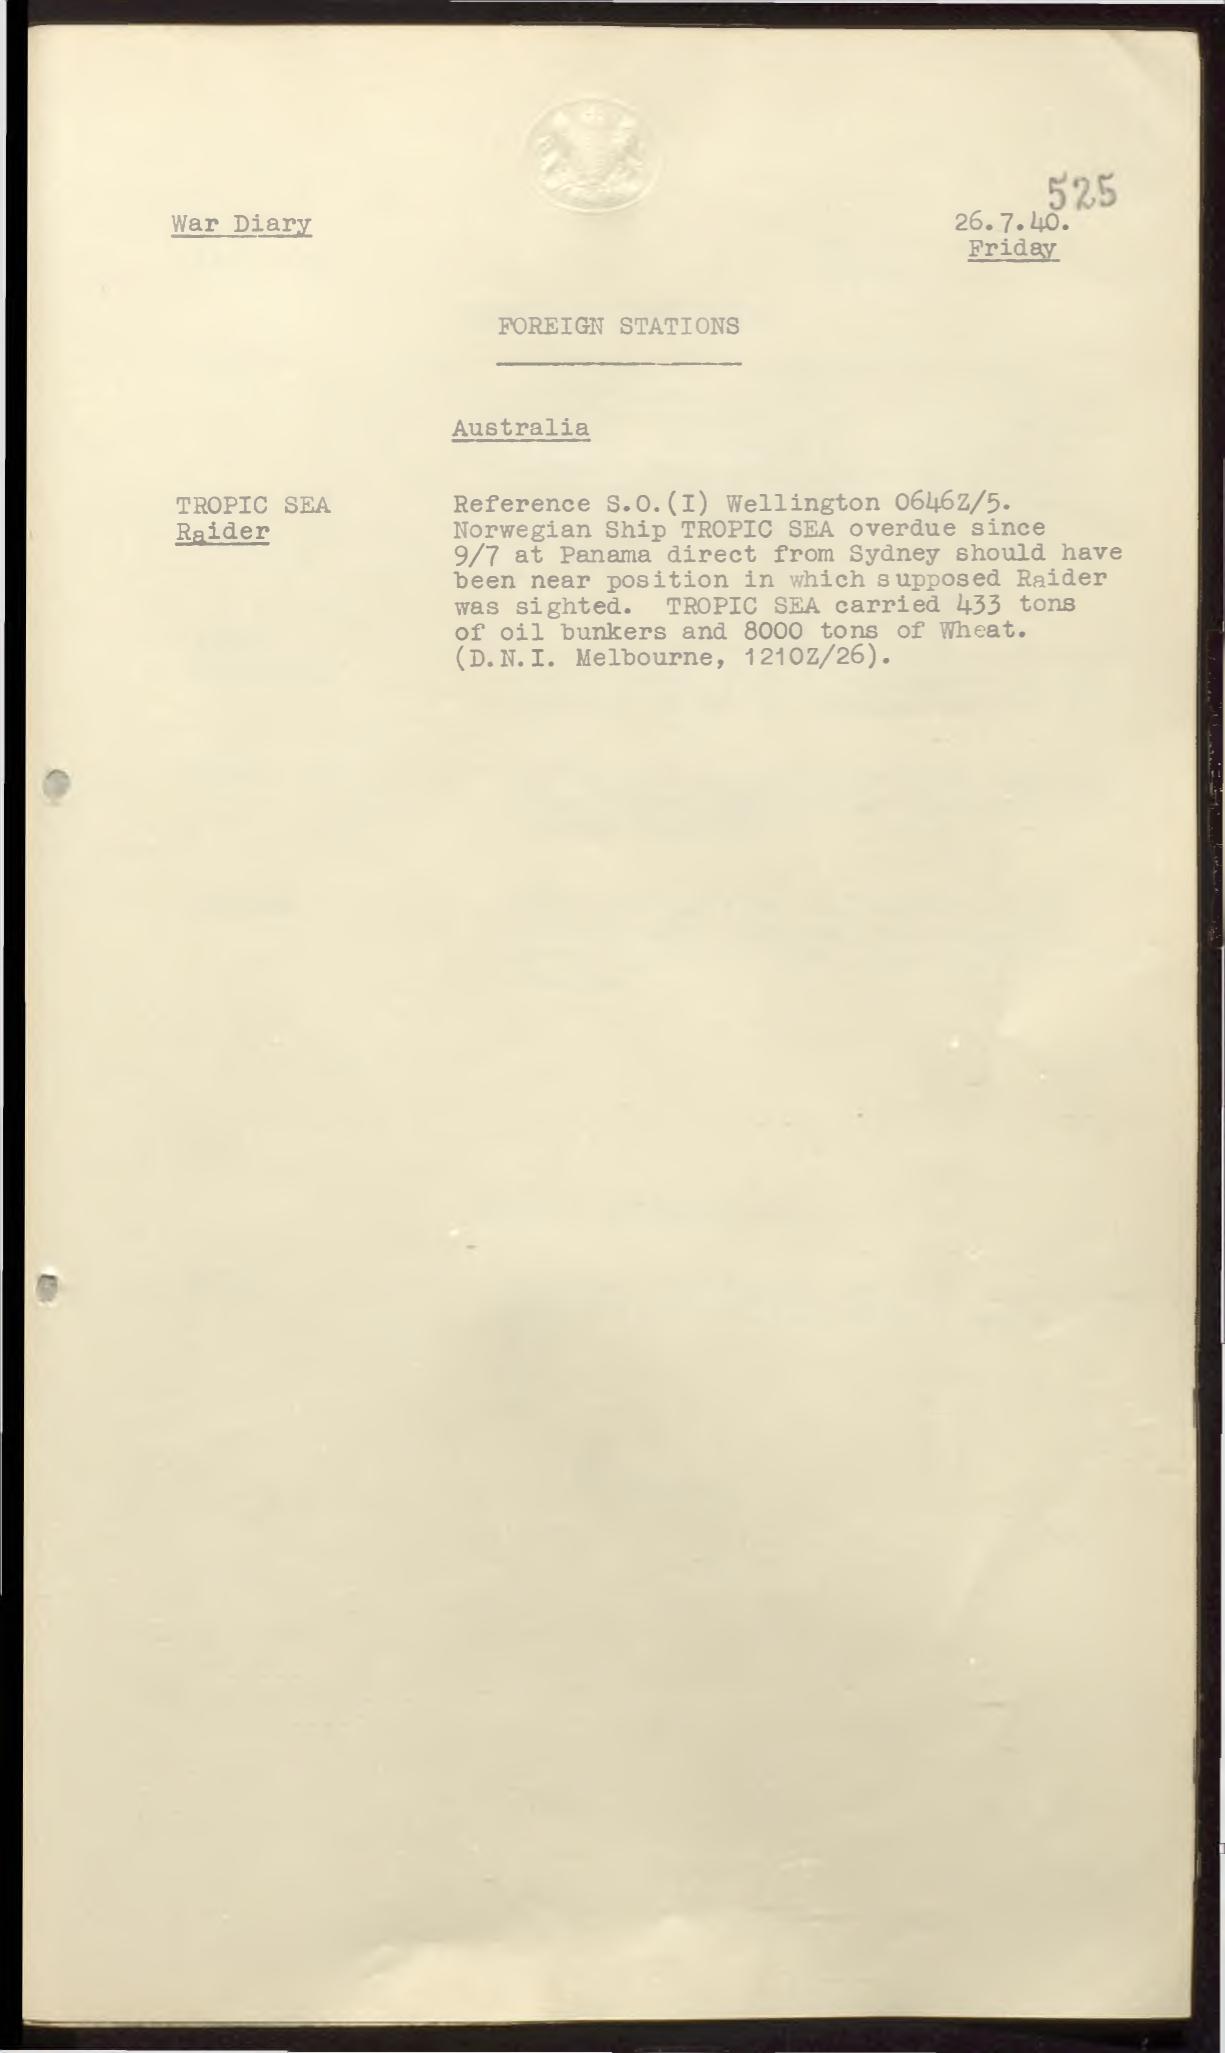 525
War Diary
26.7.40.
Friday
FOREIGN STATIONS
Australia
TROPIC SEA
Raider
Reference S.O.(I) Wellington 0646Z/5.
Norwegian Ship TROPIC SEA overdue since
9/7 at Panama direct from Sydney should have
been near position in which supposed Raider
was sighted. TROPIC SEA carried 433 tons
of oil bunkers and 8000 tons of Wheat.
(D.N.I. Melbourne, 1210Z/26).